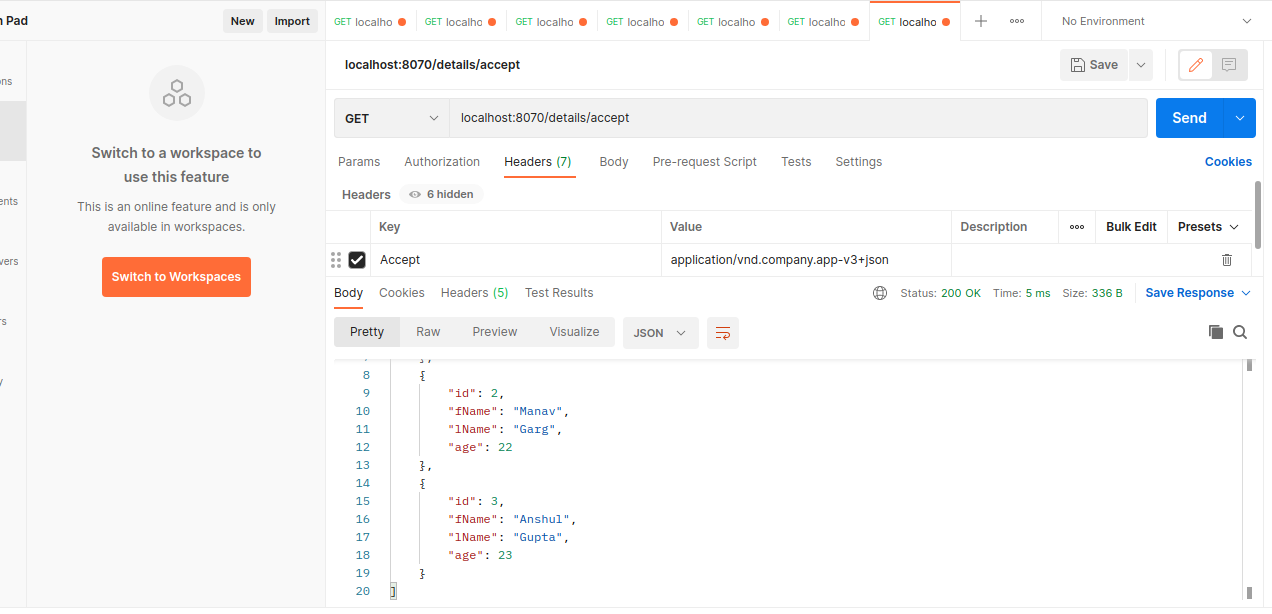 n Pad
New
Import
GET localho
GET localho
GET localho
GET localho
GET localho
GET localho
GET localho
No Environment
localhost:8070/details/accept
Save
GET
localhost:8070/details/accept
Send
Params
Authorization
Headers (7)
Body
Pre-request Script
Tests
Settings
Cookies
Headers
6 hidden
Key
Value
Description
Bulk Edit
Presets
Accept
application/vnd.company.app-v3+json
Body
Cookies
Headers (5)
Test Results
Status: 200 OK
Time: 5 ms
Size: 336 B
Save Response
Pretty
Raw
Preview
Visualize
JSON
8 {
9 "id": 2,
10 "fName": "Manav",
11 "lName": "Garg",
12 "age": 22
13 },
14 {
15 "id": 3,
16 "fName": "Anshul",
17 "lName": "Gupta",
18 "age": 23
19 }
20 ]
ons
ents
vers
rs
y
Switch to a workspace to
use this feature
This is an online feature and is only
available in workspaces.
Switch to Workspaces